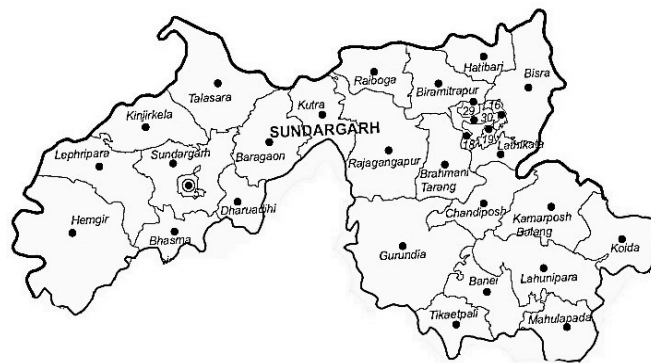 Hatibari
Raiboga
Biramitrapur
Bisra
Talasara
Kutra
29
16
30
Kinjirkela
SUNDARGARH
18
19
Lephripara
Sundargarh
Baragaon
Rajagangapur
Lathikata
Brahmani
Tarang
Hemgir
Dharuadihi
Bhasma
Chandiposh
Kamarposh
Balang
Koida
Gurundia
Banei
Lahunipara
Tikaetpali
Mahulapada